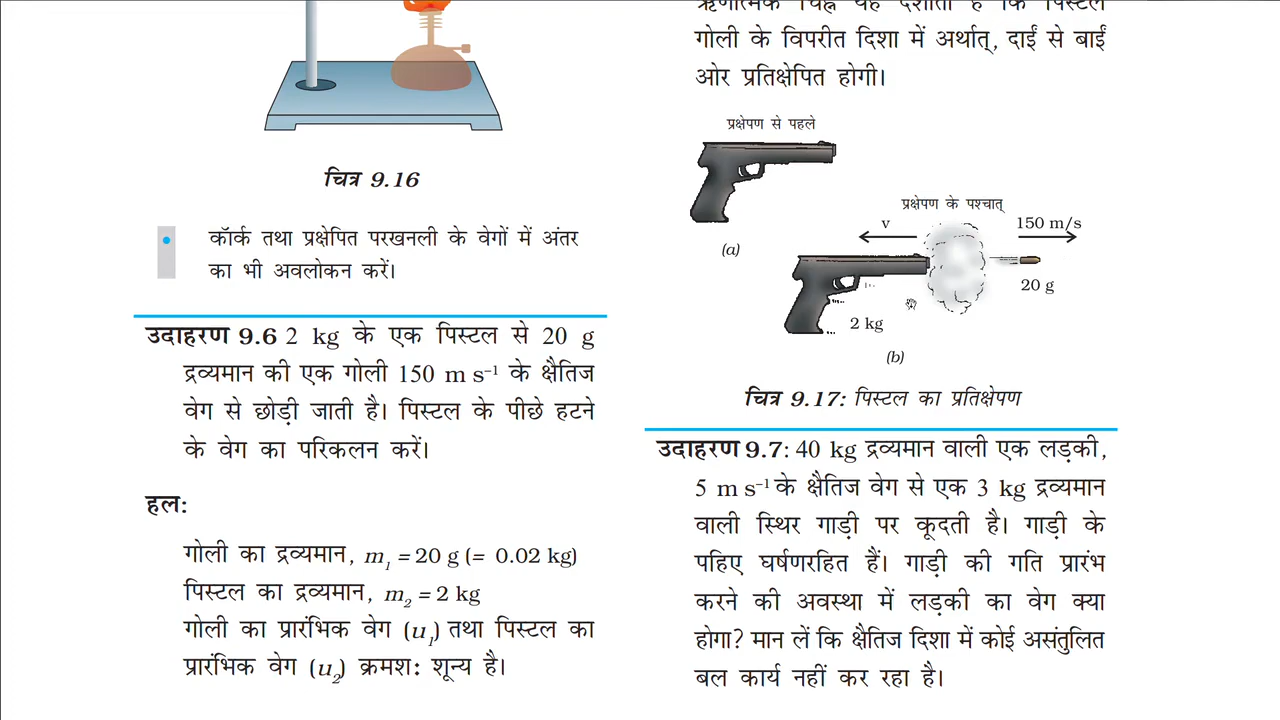 चित्र 9.16
• कॉर्क तथा प्रक्षेपित परखनली के वेगों में अंतर
का भी अवलोकन करें।
उदाहरण 9.6 2 kg के एक पिस्टल से 20 g
द्रव्यमान की एक गोली 150 m s⁻¹ के क्षैतिज
वेग से छोड़ी जाती है। पिस्टल के पीछे हटने
के वेग का परिकलन करें।
हल:
गोली का द्रव्यमान, m₁ = 20 g (= 0.02 kg)
पिस्टल का द्रव्यमान, m₂ = 2 kg
गोली का प्रारंभिक वेग (u₁) तथा पिस्टल का
प्रारंभिक वेग (u₂) क्रमश: शून्य है।
ऋणात्मक चिह्न यह दर्शाता है कि पिस्टल
गोली के विपरीत दिशा में अर्थात्, दाईं से बाईं
ओर प्रतिक्षेपित होगी।
प्रक्षेपण से पहले
(a)
प्रक्षेपण के पश्चात्
v
150 m/s
20 g
2 kg
(b)
चित्र 9.17: पिस्टल का प्रतिक्षेपण
उदाहरण 9.7: 40 kg द्रव्यमान वाली एक लड़की,
5 m s⁻¹ के क्षैतिज वेग से एक 3 kg द्रव्यमान
वाली स्थिर गाड़ी पर कूदती है। गाड़ी के
पहिए घर्षणरहित हैं। गाड़ी की गति प्रारंभ
करने की अवस्था में लड़की का वेग क्या
होगा? मान लें कि क्षैतिज दिशा में कोई असंतुलित
बल कार्य नहीं कर रहा है।